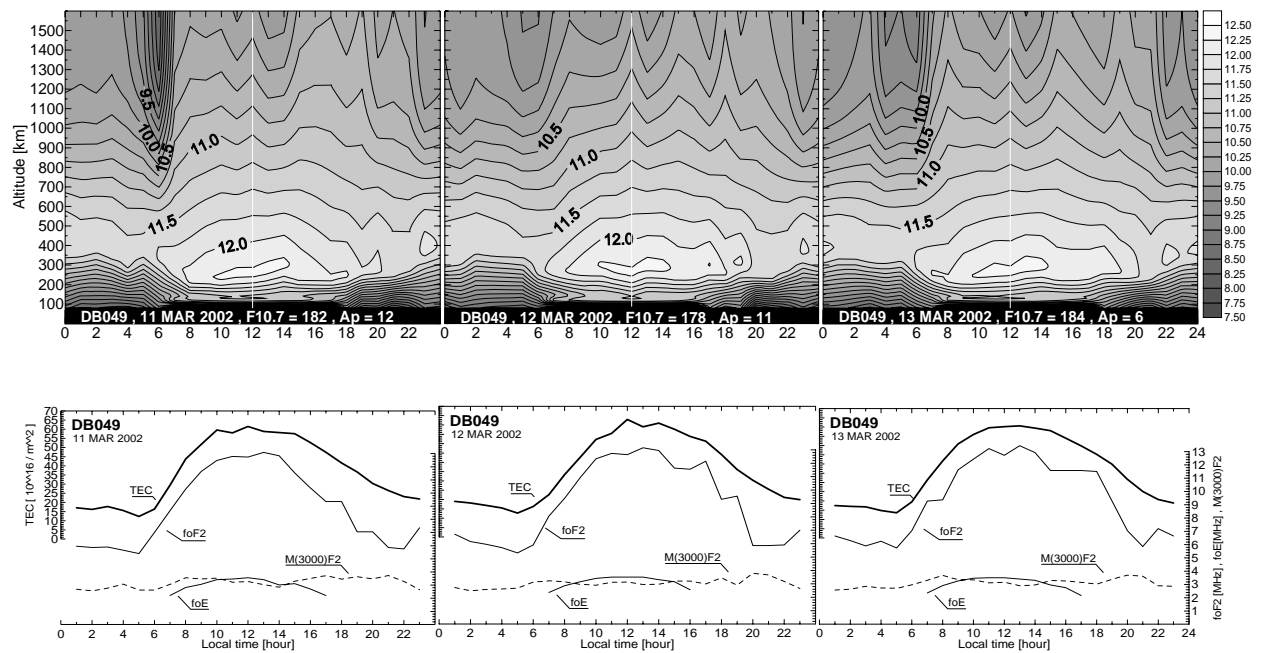 Altitude [km]
1500
1400
1300
1200
1100
1000
900
800
700
600
500
400
300
200
100
9.5
10.0
10.5
11.0
11.5
12.0
10.5
11.0
11.5
12.0
10.0
10.5
11.0
11.5
12.0
DB049 , 11 MAR 2002 , F10.7 = 182 , Ap = 12
DB049 , 12 MAR 2002 , F10.7 = 178 , Ap = 11
DB049 , 13 MAR 2002 , F10.7 = 184 , Ap = 6
0 2 4 6 8 10 12 14 16 18 20 22
0 2 4 6 8 10 12 14 16 18 20 22
0 2 4 6 8 10 12 14 16 18 20 22 24
12.50
12.25
12.00
11.75
11.50
11.25
11.00
10.75
10.50
10.25
10.00
9.75
9.50
9.25
9.00
8.75
8.50
8.25
8.00
7.75
7.50
TEC [ 10^^16 / m^^2 ]
70
65
60
55
50
45
40
35
30
25
20
15
10
5
0
DB049
11 MAR 2002
TEC
foF2
M(3000)F2
foE
0 2 4 6 8 10 12 14 16 18 20 22
Local time [hour]
DB049
12 MAR 2002
TEC
foF2
M(3000)F2
foE
0 2 4 6 8 10 12 14 16 18 20 22
Local time [hour]
DB049
13 MAR 2002
TEC
foF2
M(3000)F2
foE
0 2 4 6 8 10 12 14 16 18 20 22 24
Local time [hour]
13
12
11
10
9
8
7
6
5
4
3
2
1
foF2 [MHz] , foE[MHz] , M(3000)F2